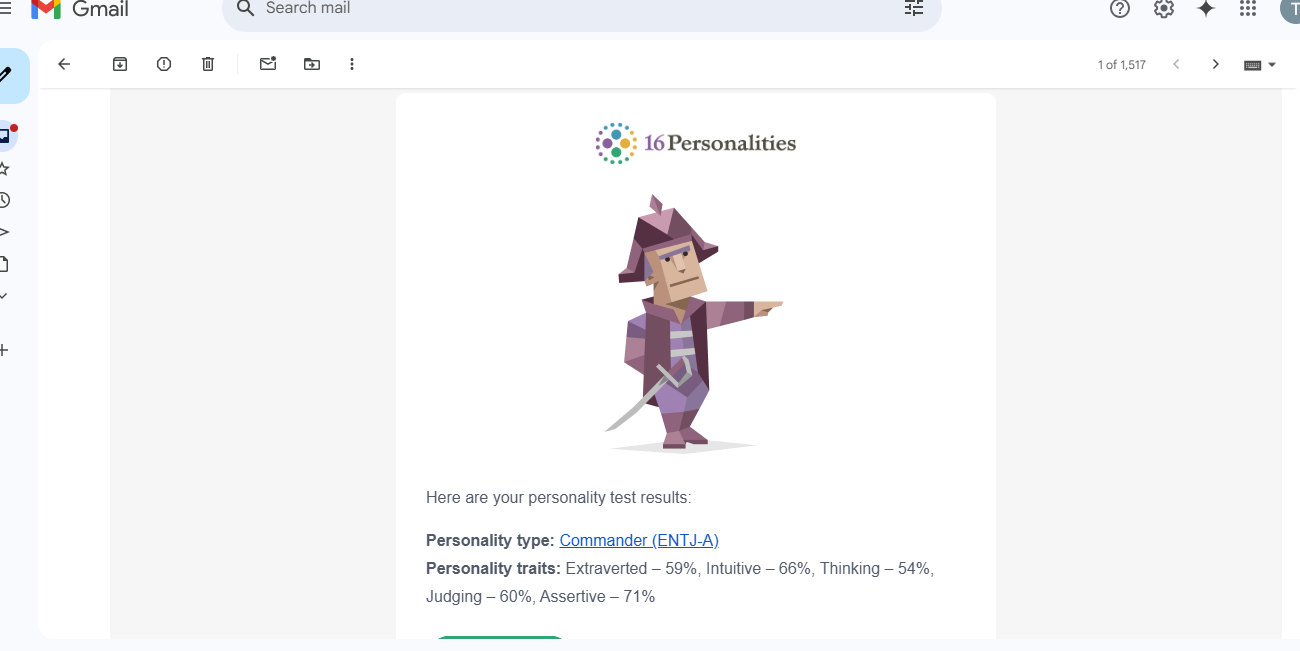 Gmail
Search mail
T
1 of 1,517
16Personalities
Here are your personality test results:
Personality type: Commander (ENTJ-A)
Personality traits: Extraverted – 59%, Intuitive – 66%, Thinking – 54%,
Judging – 60%, Assertive – 71%